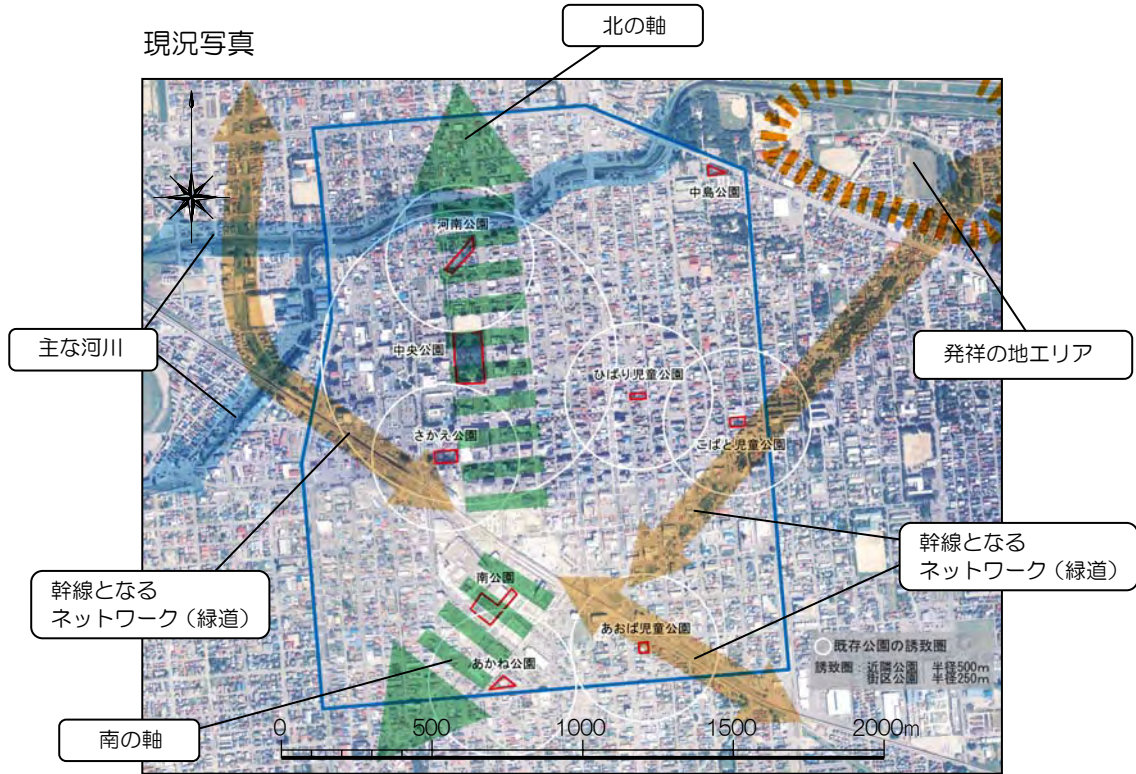 現況写真
北の軸
中島公園
河南公園
主な河川
中央公園
ひばり児童公園
発祥の地エリア
さかえ公園
こばと児童公園
幹線となる
ネットワーク(緑道)
南公園
幹線となる
ネットワーク(緑道)
あおば児童公園
既存公園の誘致圏
誘致圏:近隣公園 半径500m
街区公園 半径250m
あかね公園
南の軸
0 500 1000 1500 2000m